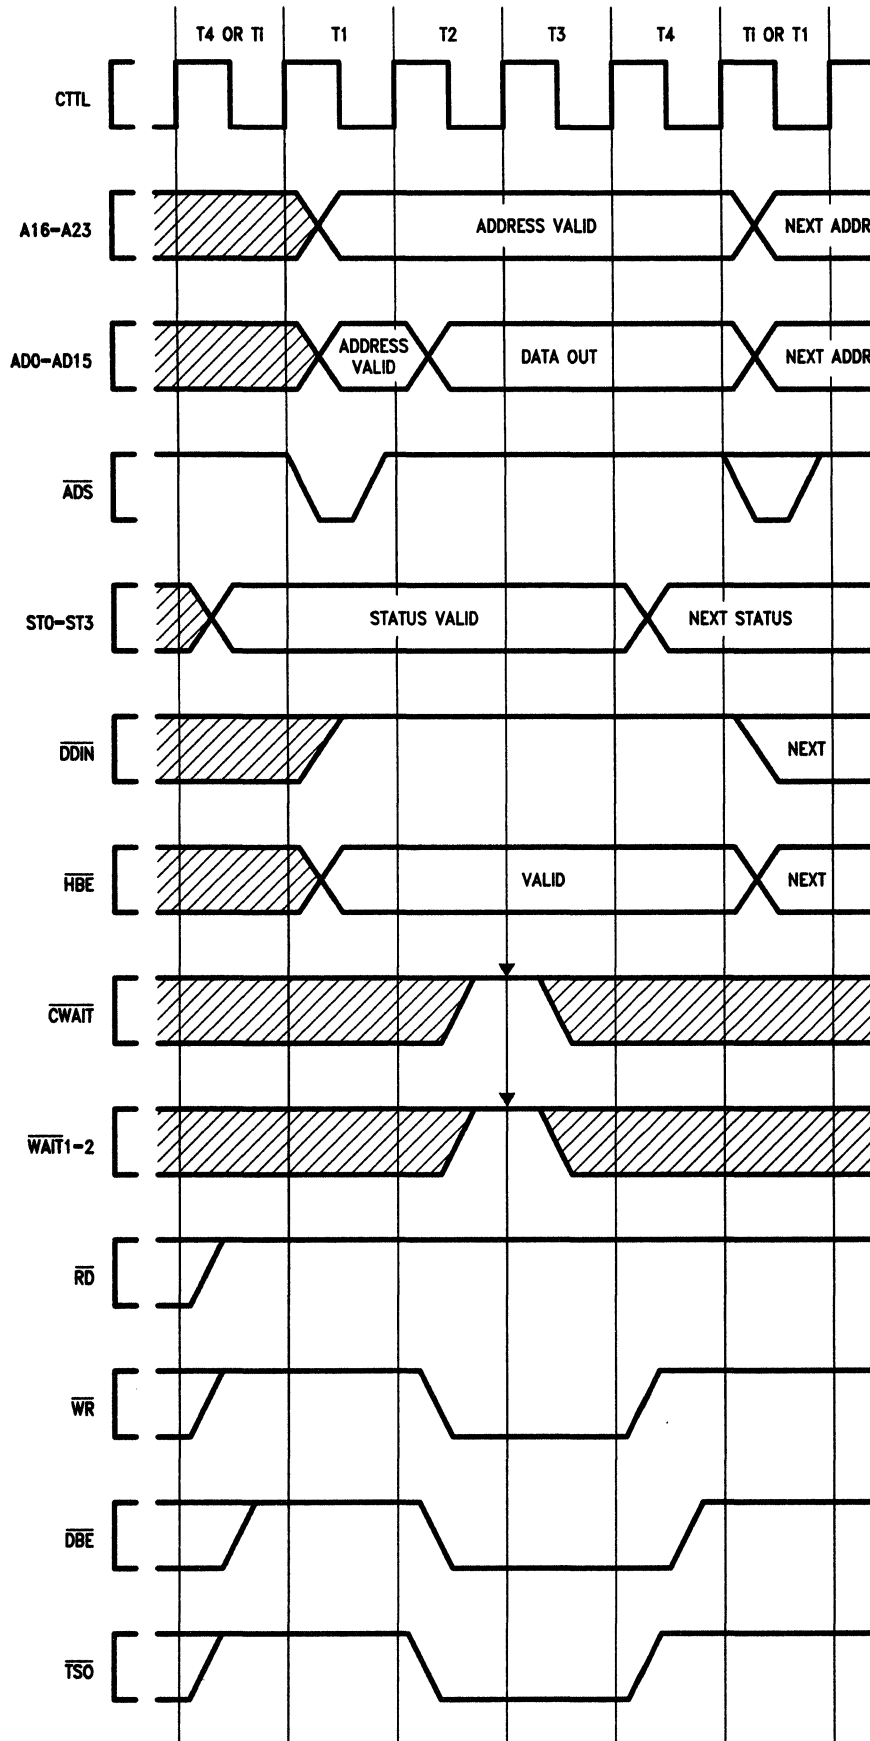 T4 OR Ti T1 T2 T3 T4 Ti OR T1
CTTL
A16-A23 ADDRESS VALID NEXT ADDR
AD0-AD15 ADDRESS VALID DATA OUT NEXT ADDR
ADS
ST0-ST3 STATUS VALID NEXT STATUS
DDIN NEXT
HBE VALID NEXT
CWAIT
WAIT1-2
RD
WR
DBE
TSO